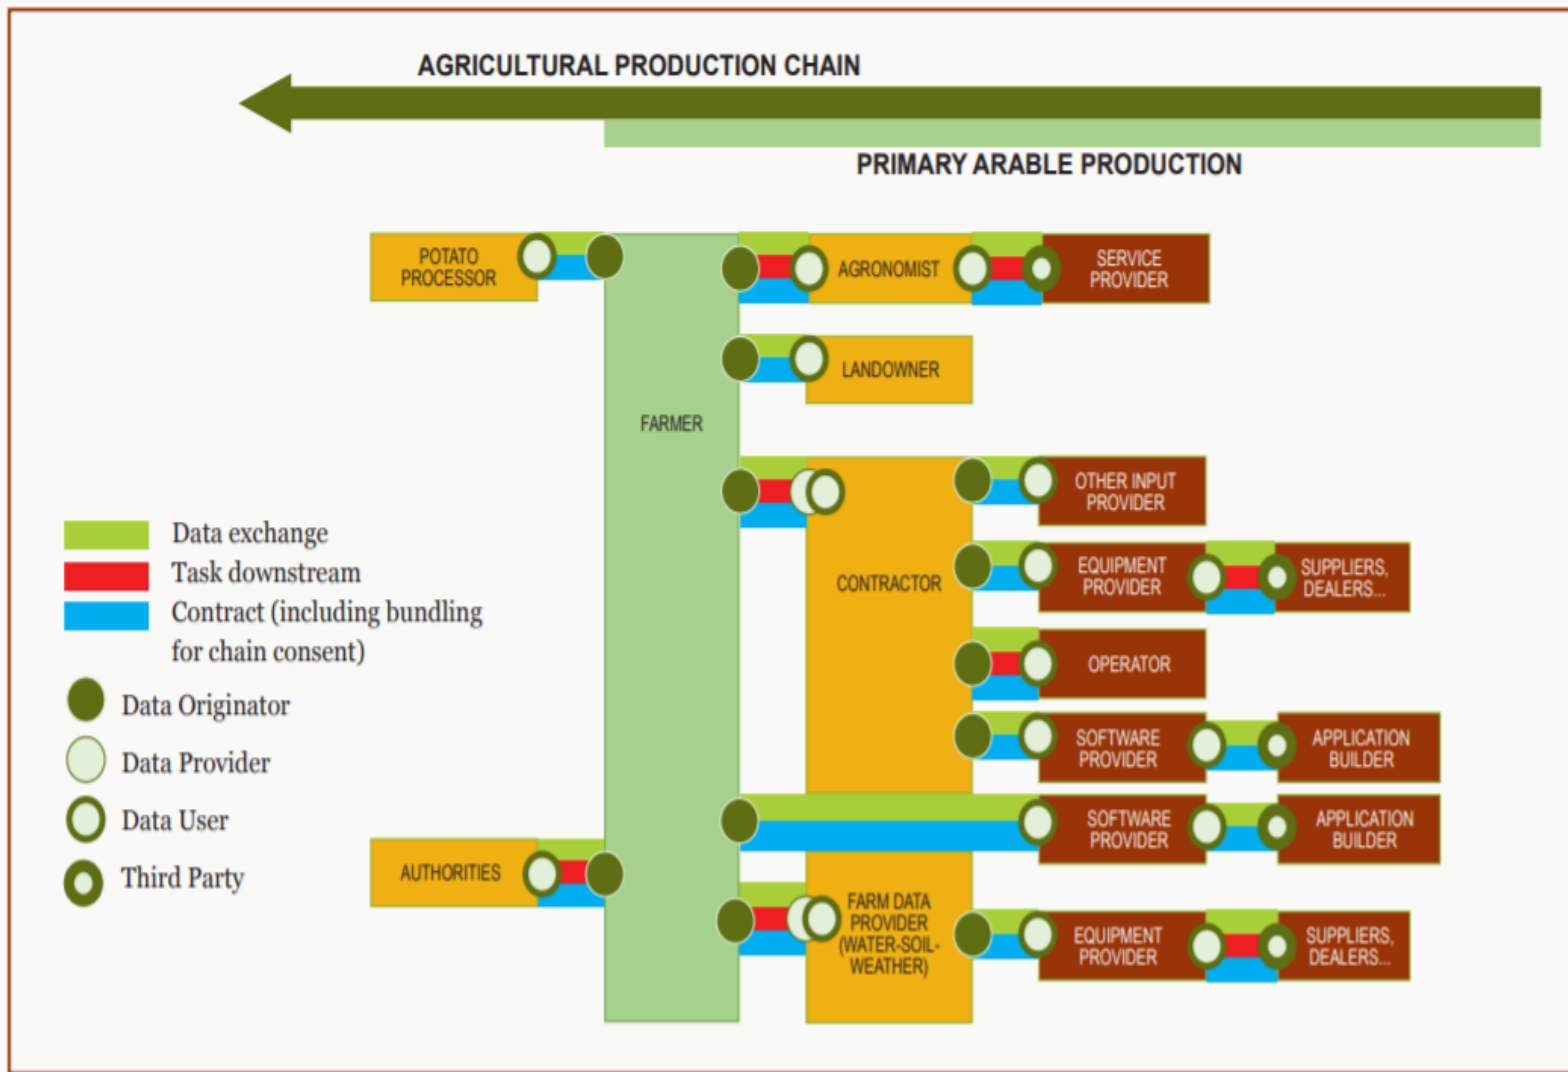 AGRICULTURAL PRODUCTION CHAIN
PRIMARY ARABLE PRODUCTION
POTATO
PROCESSOR
AGRONOMIST
SERVICE
PROVIDER
LANDOWNER
FARMER
OTHER INPUT
PROVIDER
CONTRACTOR
EQUIPMENT
PROVIDER
SUPPLIERS,
DEALERS...
OPERATOR
SOFTWARE
PROVIDER
APPLICATION
BUILDER
SOFTWARE
PROVIDER
APPLICATION
BUILDER
AUTHORITIES
FARM DATA
PROVIDER
(WATER-SOIL-
WEATHER)
EQUIPMENT
PROVIDER
SUPPLIERS,
DEALERS...
Data exchange
Task downstream
Contract (including bundling
for chain consent)
Data Originator
Data Provider
Data User
Third Party